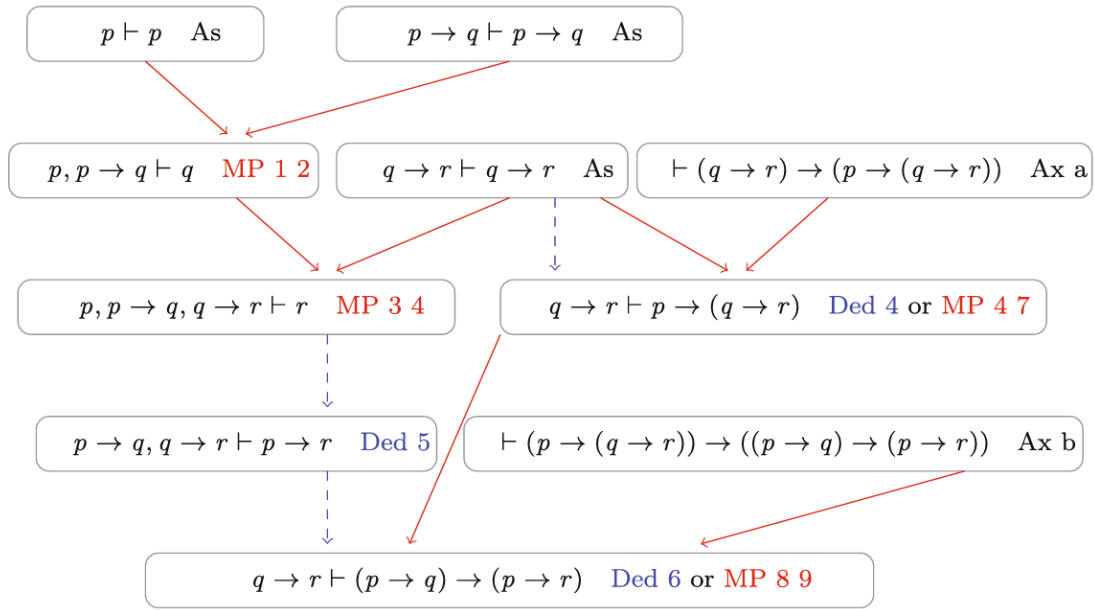 p ⊢ p As
p → q ⊢ p → q As
p, p → q ⊢ q MP 1 2
q → r ⊢ q → r As
⊢ (q → r) → (p → (q → r)) Ax a
p, p → q, q → r ⊢ r MP 3 4
q → r ⊢ p → (q → r) Ded 4 or MP 4 7
p → q, q → r ⊢ p → r Ded 5
⊢ (p → (q → r)) → ((p → q) → (p → r)) Ax b
q → r ⊢ (p → q) → (p → r) Ded 6 or MP 8 9